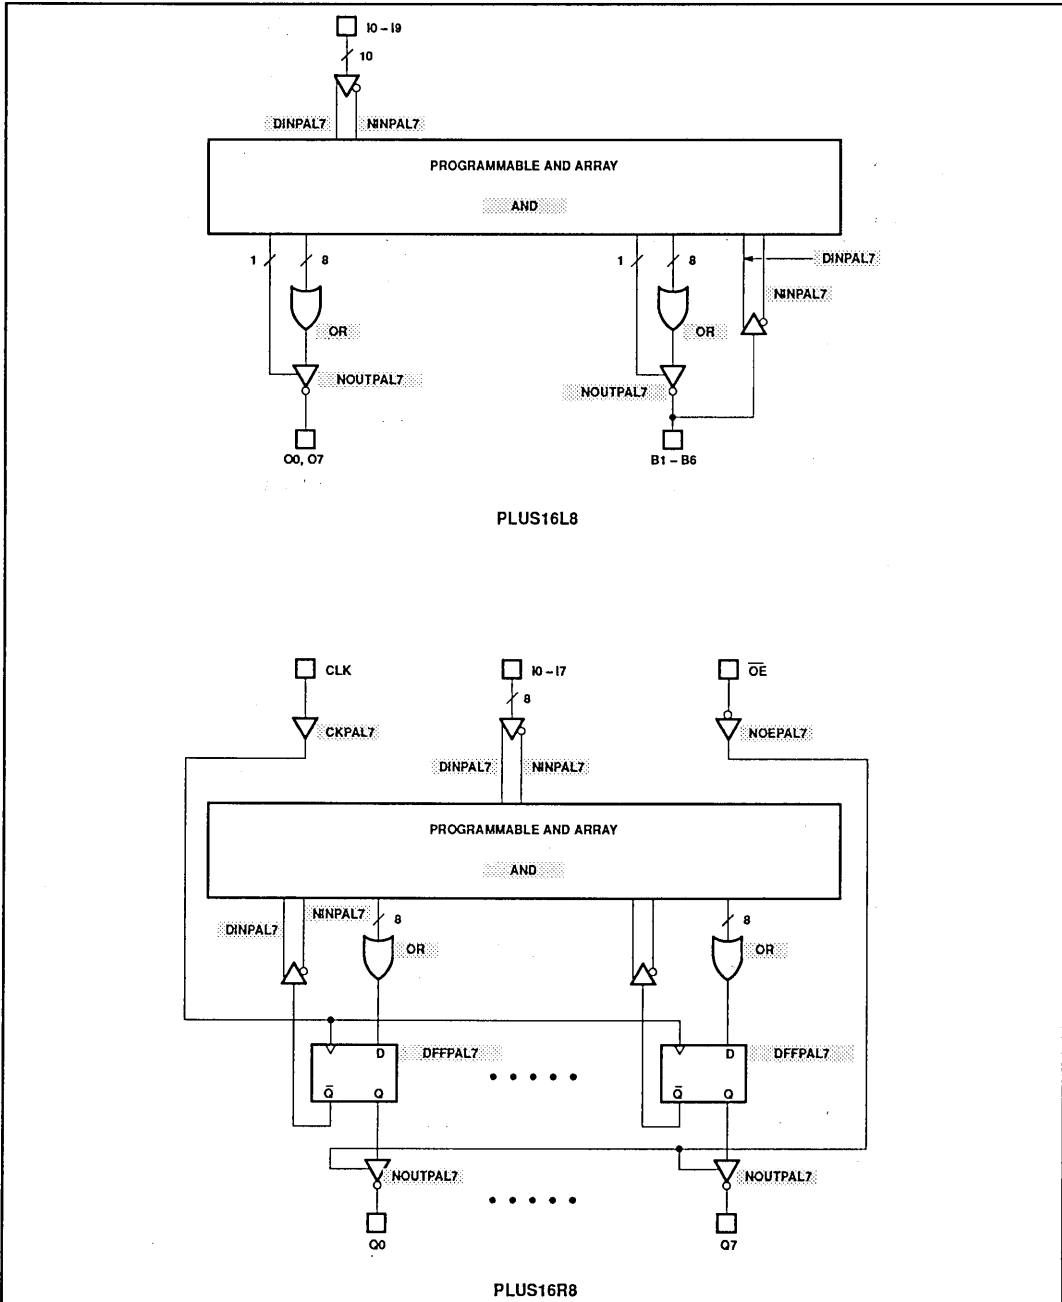 I0 – I9
10
DINPAL7 NINPAL7
PROGRAMMABLE AND ARRAY
AND
1 8 1 8 DINPAL7
NINPAL7
OR OR
NOUTPAL7 NOUTPAL7
O0, O7 B1 – B6
PLUS16L8
CLK I0 – I7 OE
8
CKPAL7 NOEPAL7
DINPAL7 NINPAL7
PROGRAMMABLE AND ARRAY
AND
NINPAL7 8 8
DINPAL7
OR OR
D DFFPAL7 D DFFPAL7
Q Q Q Q
NOUTPAL7 NOUTPAL7
Q0 Q7
PLUS16R8